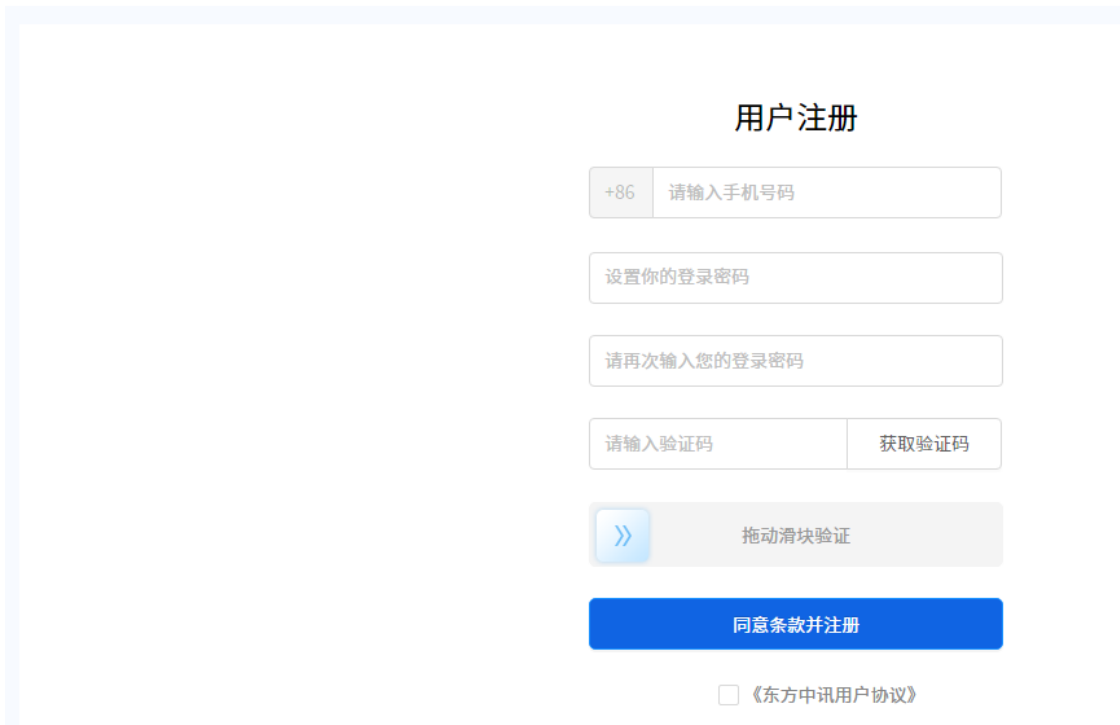 用户注册
+86 请输入手机号码
设置你的登录密码
请再次输入您的登录密码
请输入验证码 获取验证码
拖动滑块验证
同意条款并注册
《东方中讯用户协议》